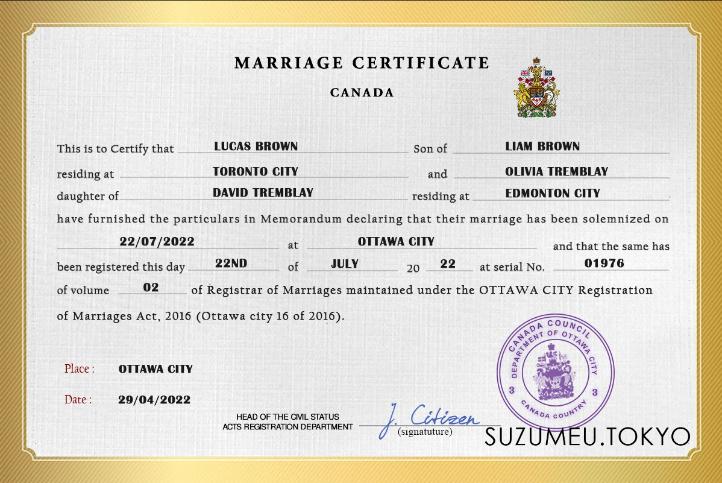 MARRIAGE CERTIFICATE
CANADA
This is to Certify that LUCAS BROWN Son of LIAM BROWN
residing at TORONTO CITY and OLIVIA TREMBLAY
daughter of DAVID TREMBLAY residing at EDMONTON CITY
have furnished the particulars in Memorandum declaring that their marriage has been solemnized on
22/07/2022 at OTTAWA CITY and that the same has
been registered this day 22ND of JULY 20 22 at serial No. 01976
of volume 02 of Registrar of Marriages maintained under the OTTAWA CITY Registration
of Marriages Act, 2016 (Ottawa city 16 of 2016).
CANADA COUNCIL
DEPARTMENT OF OTTAWA CITY
3 3
CANADA COUNTRY
Place : OTTAWA CITY
Date : 29/04/2022
HEAD OF THE CIVIL STATUS
ACTS REGISTRATION DEPARTMENT J. Citizen
(signatuture)
SUZUMEU.TOKYO